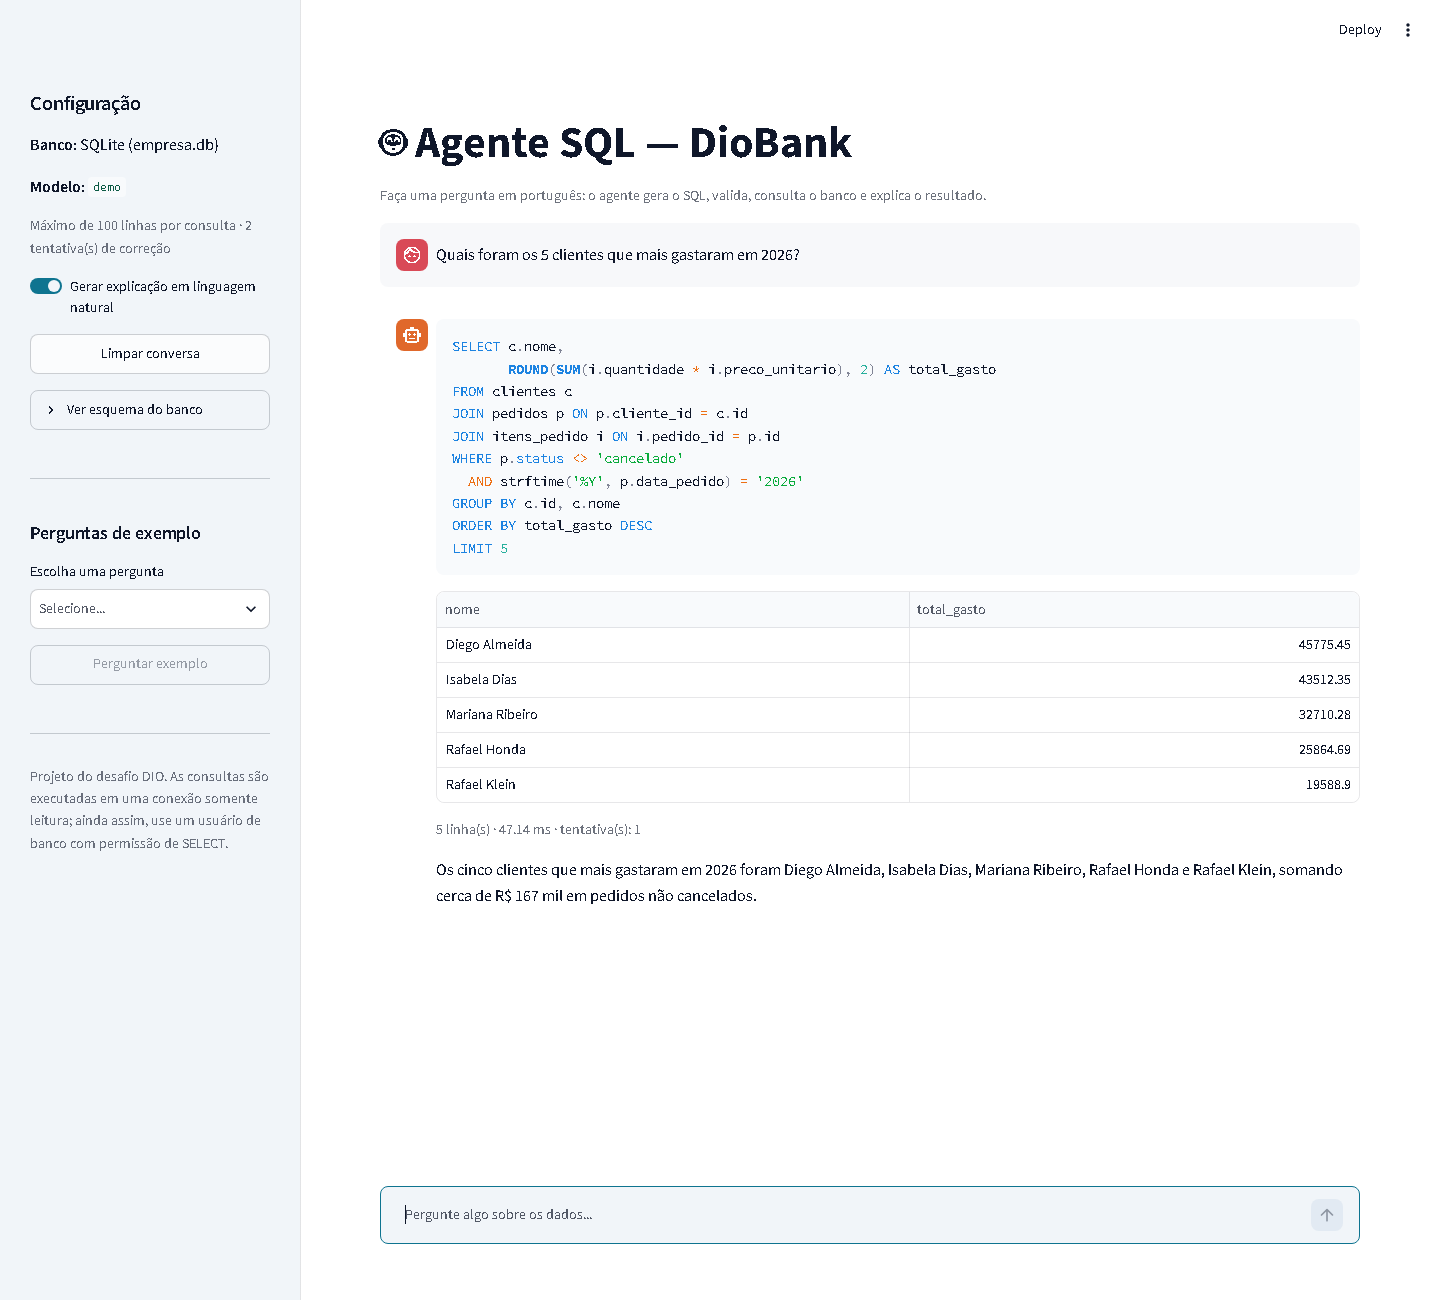 Deploy
Configuração
Banco: SQLite (empresa.db)
Modelo: demo
Máximo de 100 linhas por consulta · 2
tentativa(s) de correção
Gerar explicação em linguagem
natural
Limpar conversa
Ver esquema do banco
Perguntas de exemplo
Escolha uma pergunta
Selecione...
Perguntar exemplo
Projeto do desafio DIO. As consultas são
executadas em uma conexão somente
leitura; ainda assim, use um usuário de
banco com permissão de SELECT.
Agente SQL — DioBank
Faça uma pergunta em português: o agente gera o SQL, valida, consulta o banco e explica o resultado.
Quais foram os 5 clientes que mais gastaram em 2026?
SELECT c.nome,
       ROUND(SUM(i.quantidade * i.preco_unitario), 2) AS total_gasto
FROM clientes c
JOIN pedidos p ON p.cliente_id = c.id
JOIN itens_pedido i ON i.pedido_id = p.id
WHERE p.status <> 'cancelado'
  AND strftime('%Y', p.data_pedido) = '2026'
GROUP BY c.id, c.nome
ORDER BY total_gasto DESC
LIMIT 5
nome total_gasto
Diego Almeida 45775.45
Isabela Dias 43512.35
Mariana Ribeiro 32710.28
Rafael Honda 25864.69
Rafael Klein 19588.9
5 linha(s) · 47.14 ms · tentativa(s): 1
Os cinco clientes que mais gastaram em 2026 foram Diego Almeida, Isabela Dias, Mariana Ribeiro, Rafael Honda e Rafael Klein, somando
cerca de R$ 167 mil em pedidos não cancelados.
Pergunte algo sobre os dados...